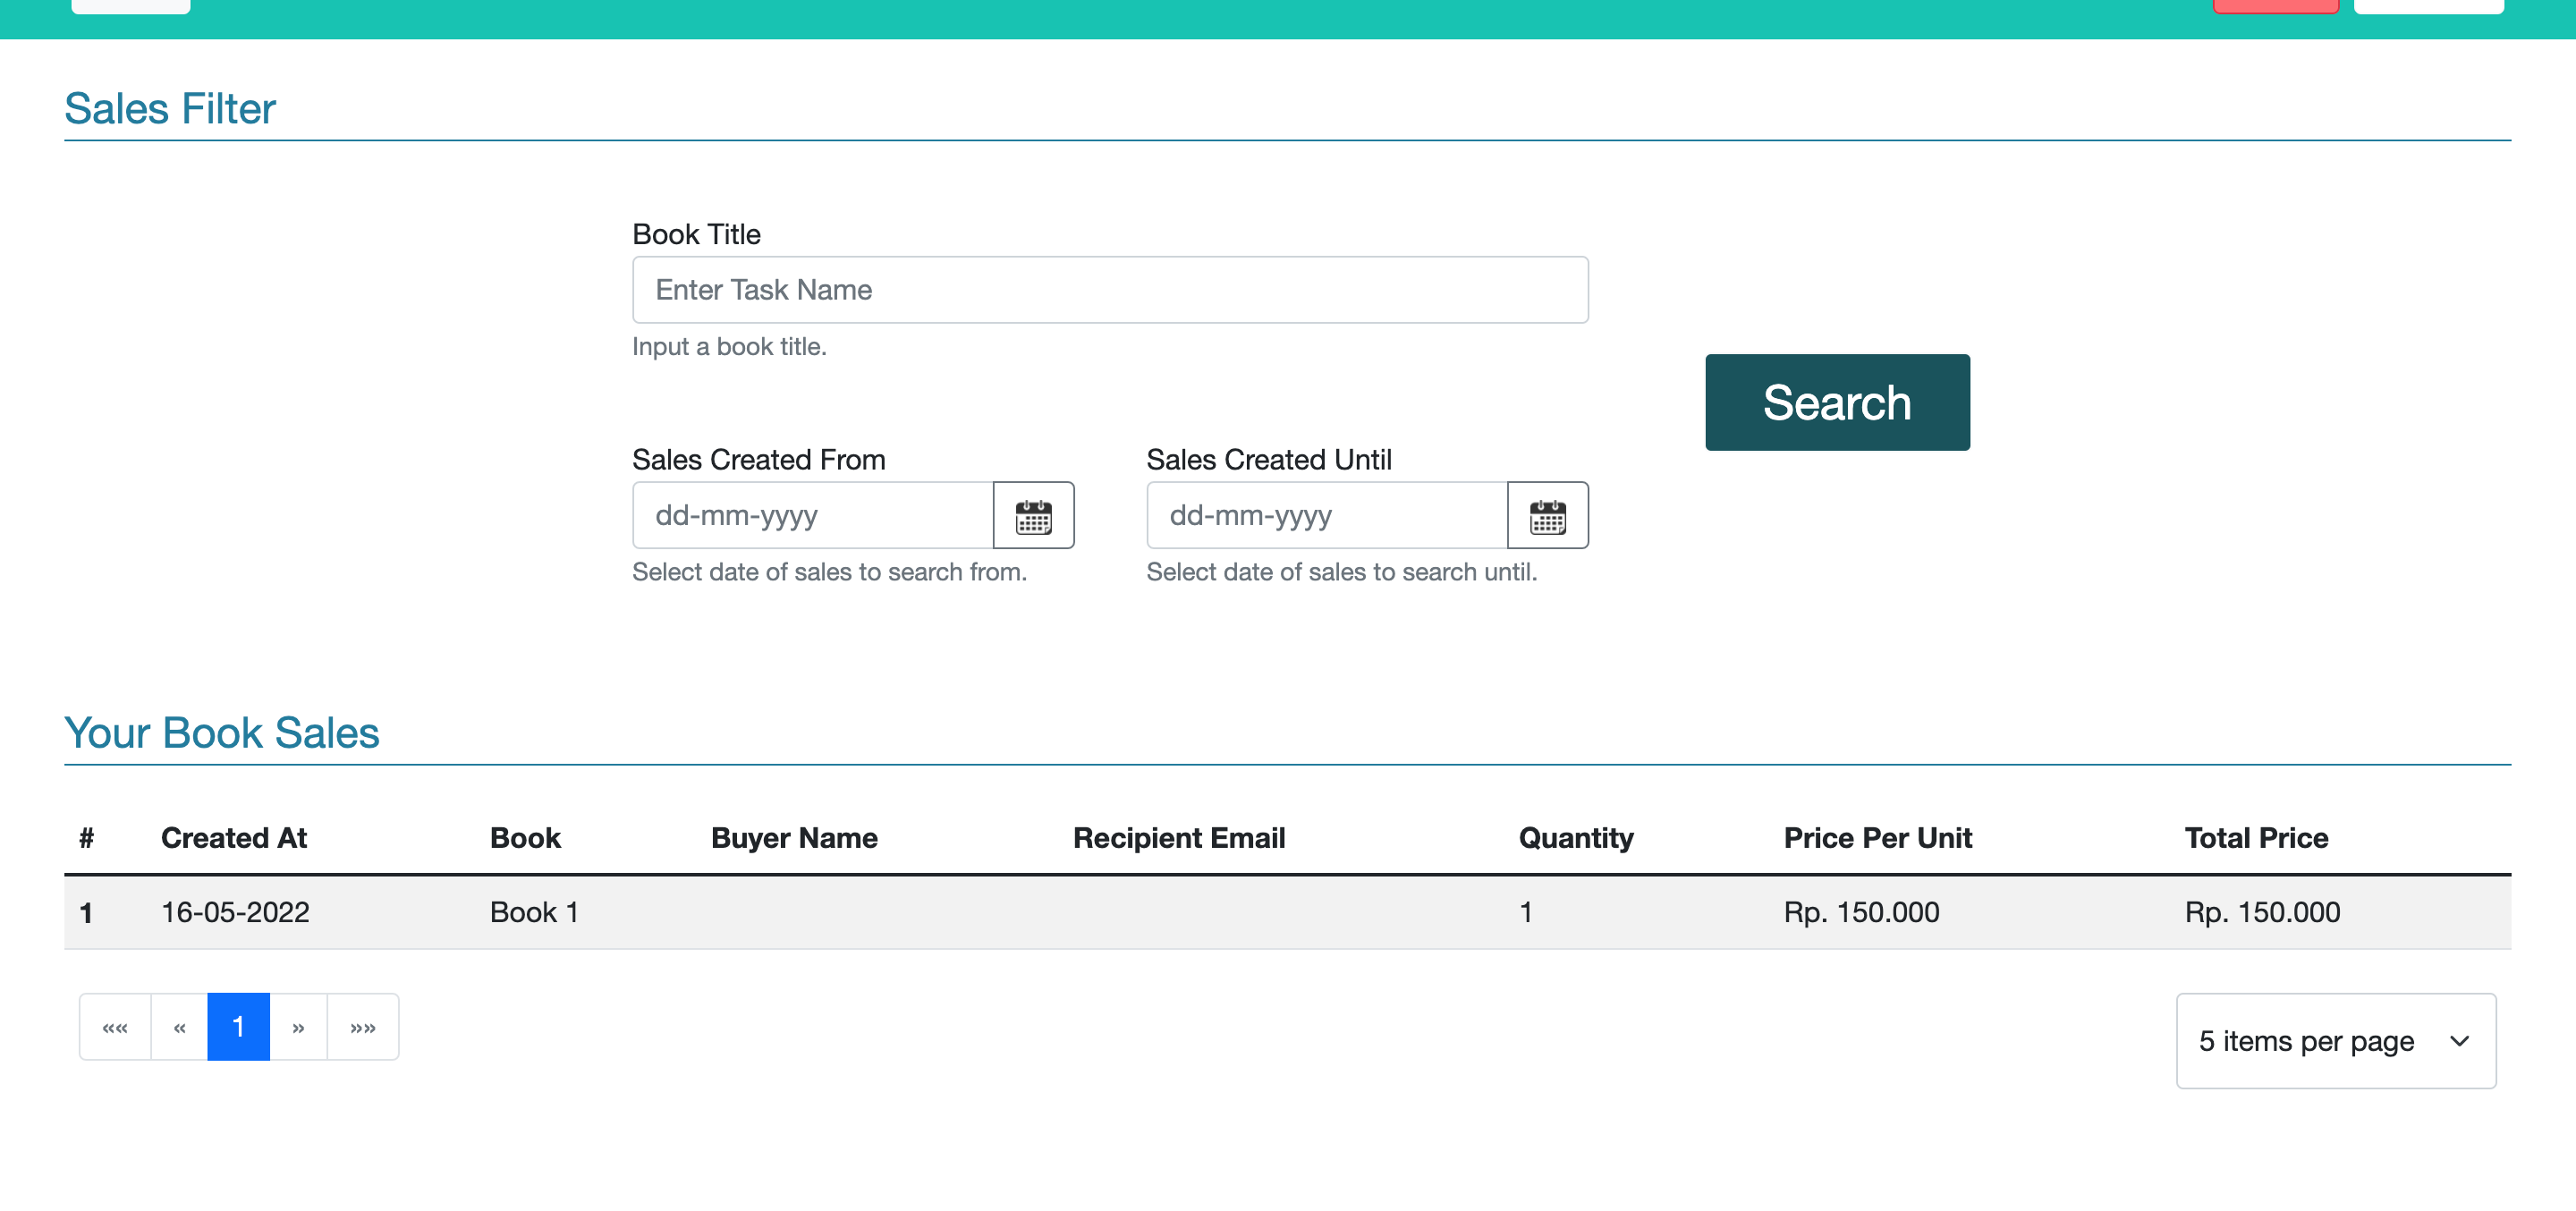 Sales Filter
Book Title
Enter Task Name
Input a book title.
Search
Sales Created From
Sales Created Until
dd-mm-yyyy
dd-mm-yyyy
Select date of sales to search from.
Select date of sales to search until.
Your Book Sales
# Created At Book Buyer Name Recipient Email Quantity Price Per Unit Total Price
1 16-05-2022 Book 1 1 Rp. 150.000 Rp. 150.000
«« « 1 » »»
5 items per page